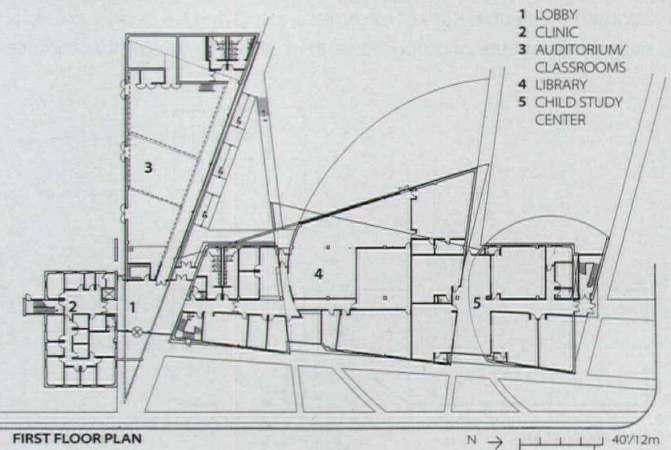 1 LOBBY
2 CLINIC
3 AUDITORIUM/
CLASSROOMS
4 LIBRARY
5 CHILD STUDY
CENTER
3
4
2
1
5
FIRST FLOOR PLAN
N
40'/12m